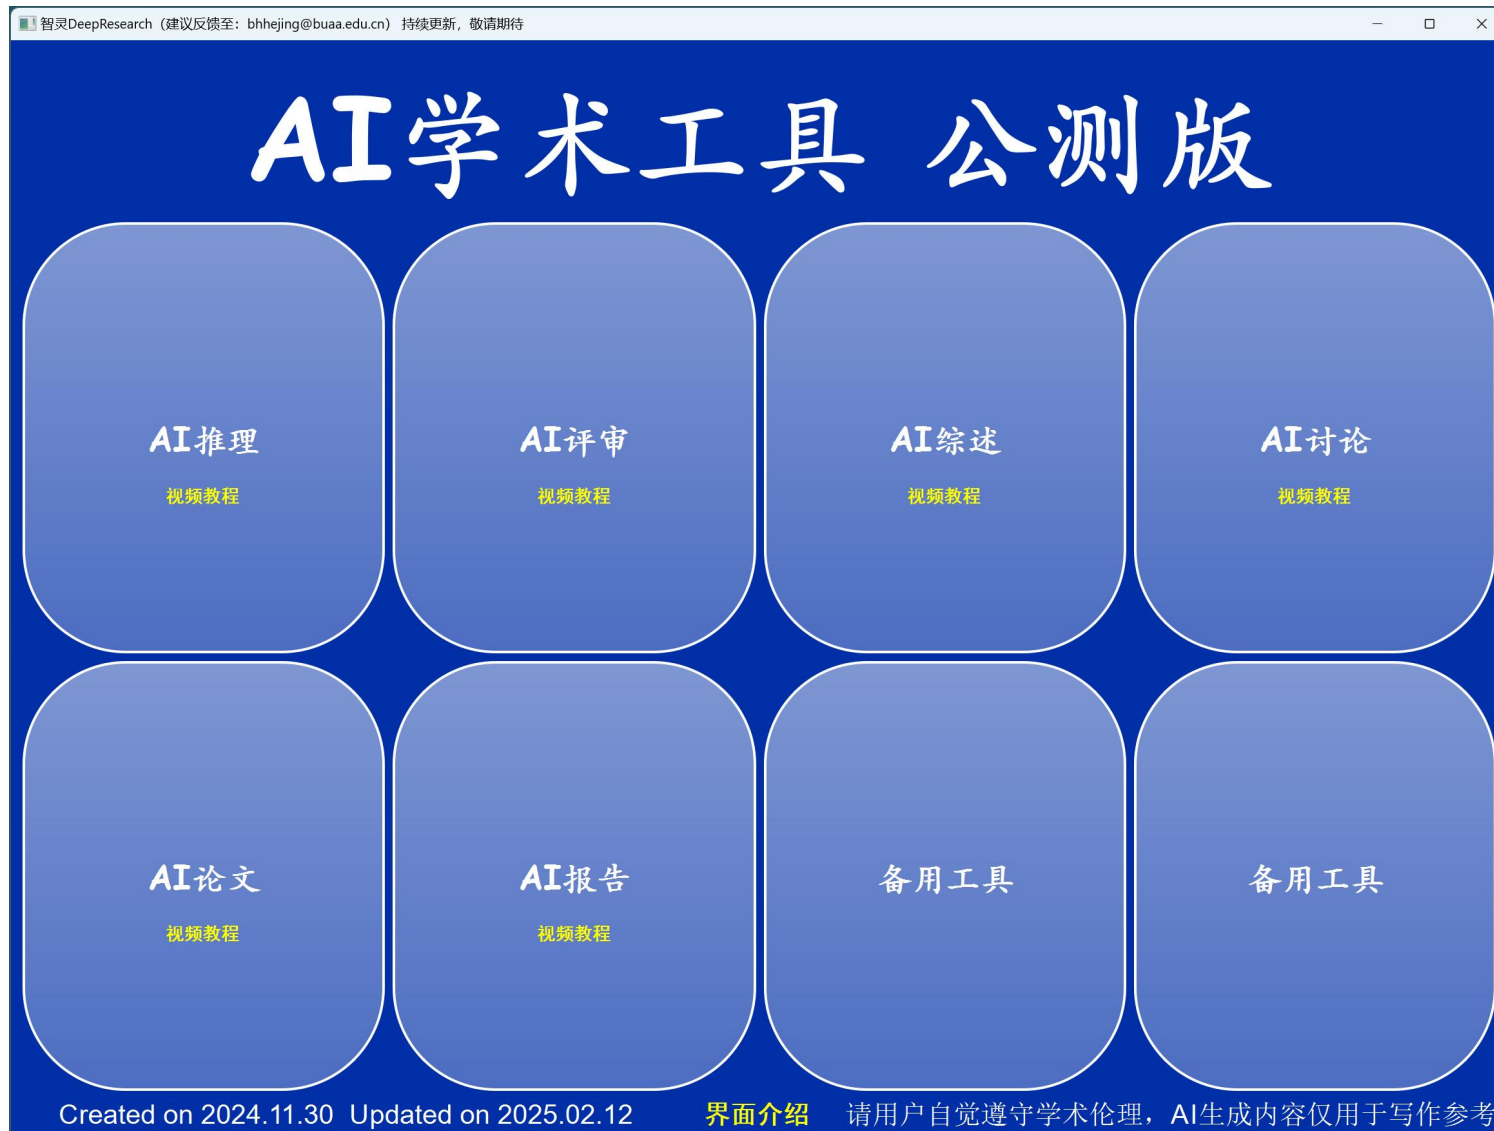 智灵DeepResearch（建议反馈至：bhhejing@buaa.edu.cn） 持续更新，敬请期待
AI学术工具 公测版
AI推理
视频教程
AI评审
视频教程
AI综述
视频教程
AI讨论
视频教程
AI论文
视频教程
AI报告
视频教程
备用工具
备用工具
Created on 2024.11.30 Updated on 2025.02.12 界面介绍 请用户自觉遵守学术伦理，AI生成内容仅用于写作参考